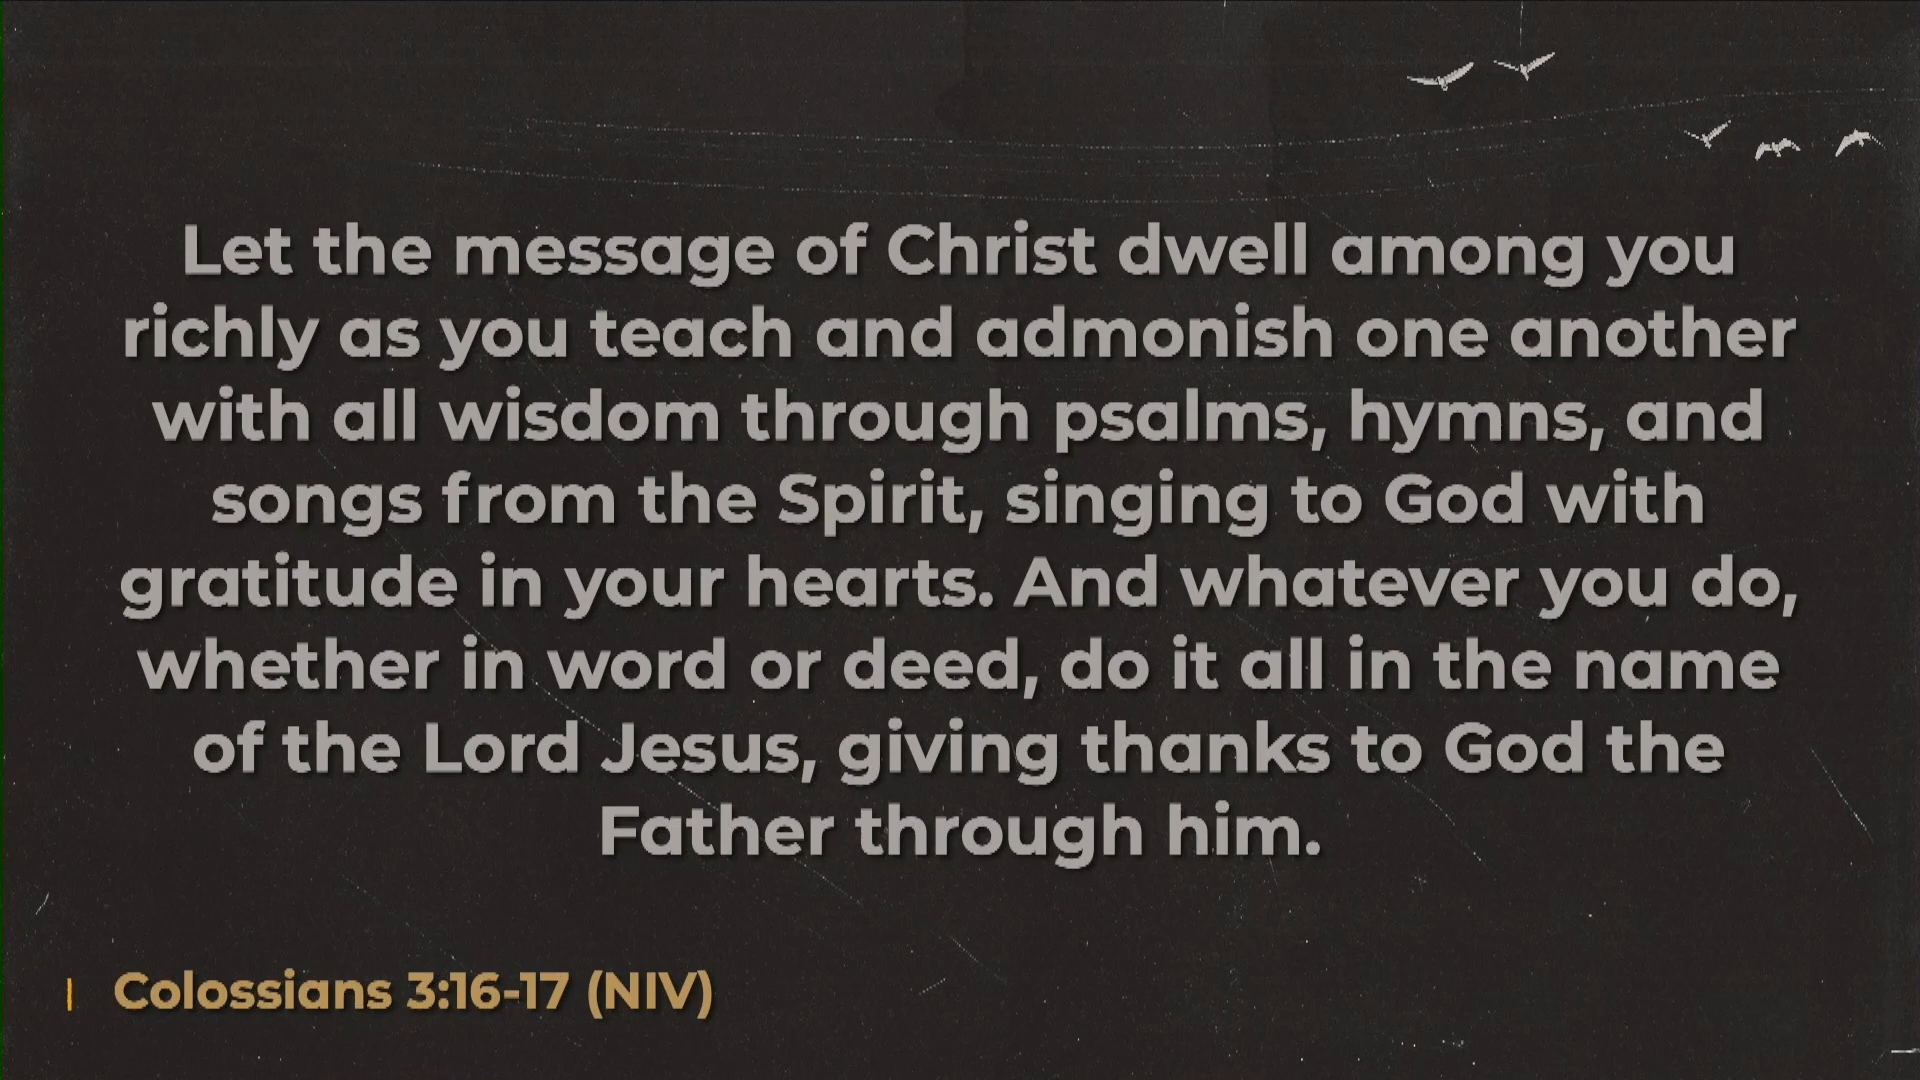 Let the message of Christ dwell among you
richly as you teach and admonish one another
with all wisdom through psalms, hymns, and
songs from the Spirit, singing to God with
gratitude in your hearts. And whatever you do,
whether in word or deed, do it all in the name
of the Lord Jesus, giving thanks to God the
Father through him.
Colossians 3:16-17 (NIV)